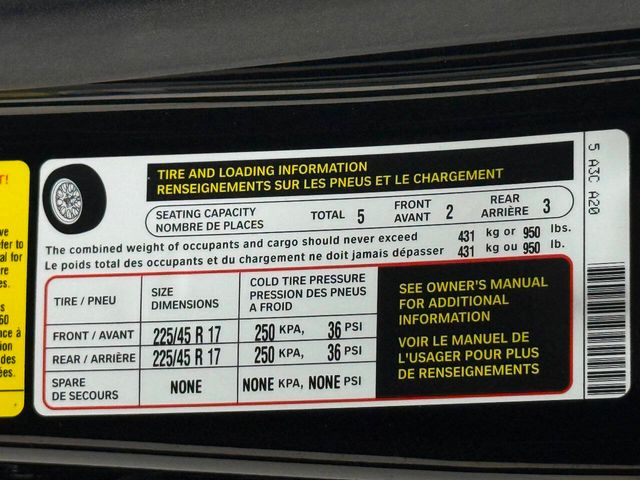 TIRE AND LOADING INFORMATION
RENSEIGNEMENTS SUR LES PNEUS ET LE CHARGEMENT
SEATING CAPACITY
NOMBRE DE PLACES
TOTAL 5
FRONT
AVANT 2
REAR
ARRIÈRE 3
The combined weight of occupants and cargo should never exceed 431 kg or 950 lbs.
Le poids total des occupants et du chargement ne doit jamais dépasser 431 kg ou 950 lb.
TIRE / PNEU
SIZE
DIMENSIONS
COLD TIRE PRESSURE
PRESSION DES PNEUS
A FROID
FRONT / AVANT 225/45 R 17 250 KPA, 36 PSI
REAR / ARRIÈRE 225/45 R 17 250 KPA, 36 PSI
SPARE
DE SECOURS NONE NONE KPA, NONE PSI
SEE OWNER'S MANUAL
FOR ADDITIONAL
INFORMATION
VOIR LE MANUEL DE
L'USAGER POUR PLUS
DE RENSEIGNEMENTS
5 A3C A20